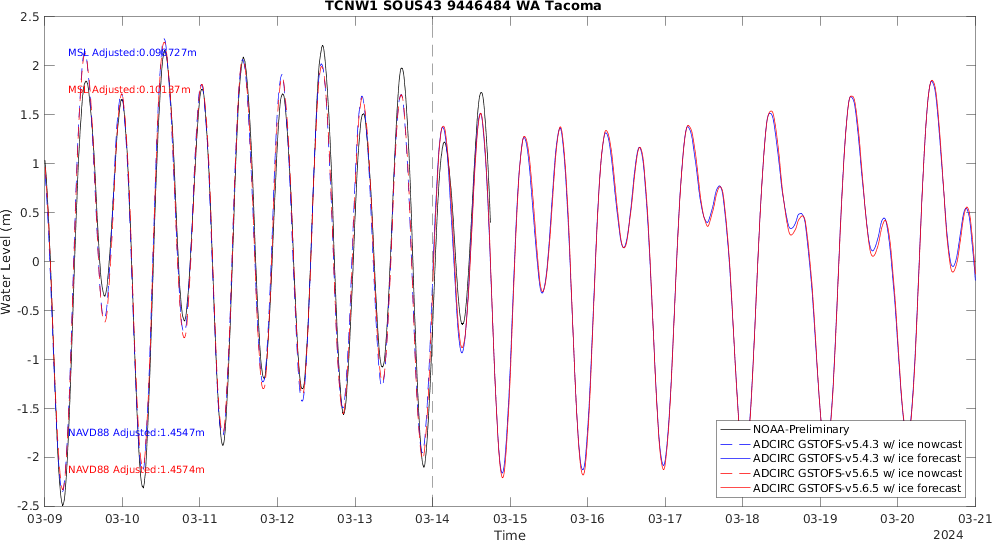 TCNW1 SOUS43 9446484 WA Tacoma
2.5
2
1.5
1
0.5
0
-0.5
-1
-1.5
-2
-2.5
Water Level (m)
MSL Adjusted:
MSL Adjusted:0.10137m
NAVD88 Adjusted:1.4547m
NAVD88 Adjusted:1.4574m
NOAA-Preliminary
ADCIRC GSTOFS-v5.4.3 w/ ice nowcast
ADCIRC GSTOFS-v5.4.3 w/ ice forecast
ADCIRC GSTOFS-v5.6.5 w/ ice nowcast
ADCIRC GSTOFS-v5.6.5 w/ ice forecast
03-09 03-10 03-11 03-12 03-13 03-14 03-15 03-16 03-17 03-18 03-19 03-20 03-21
Time
2024